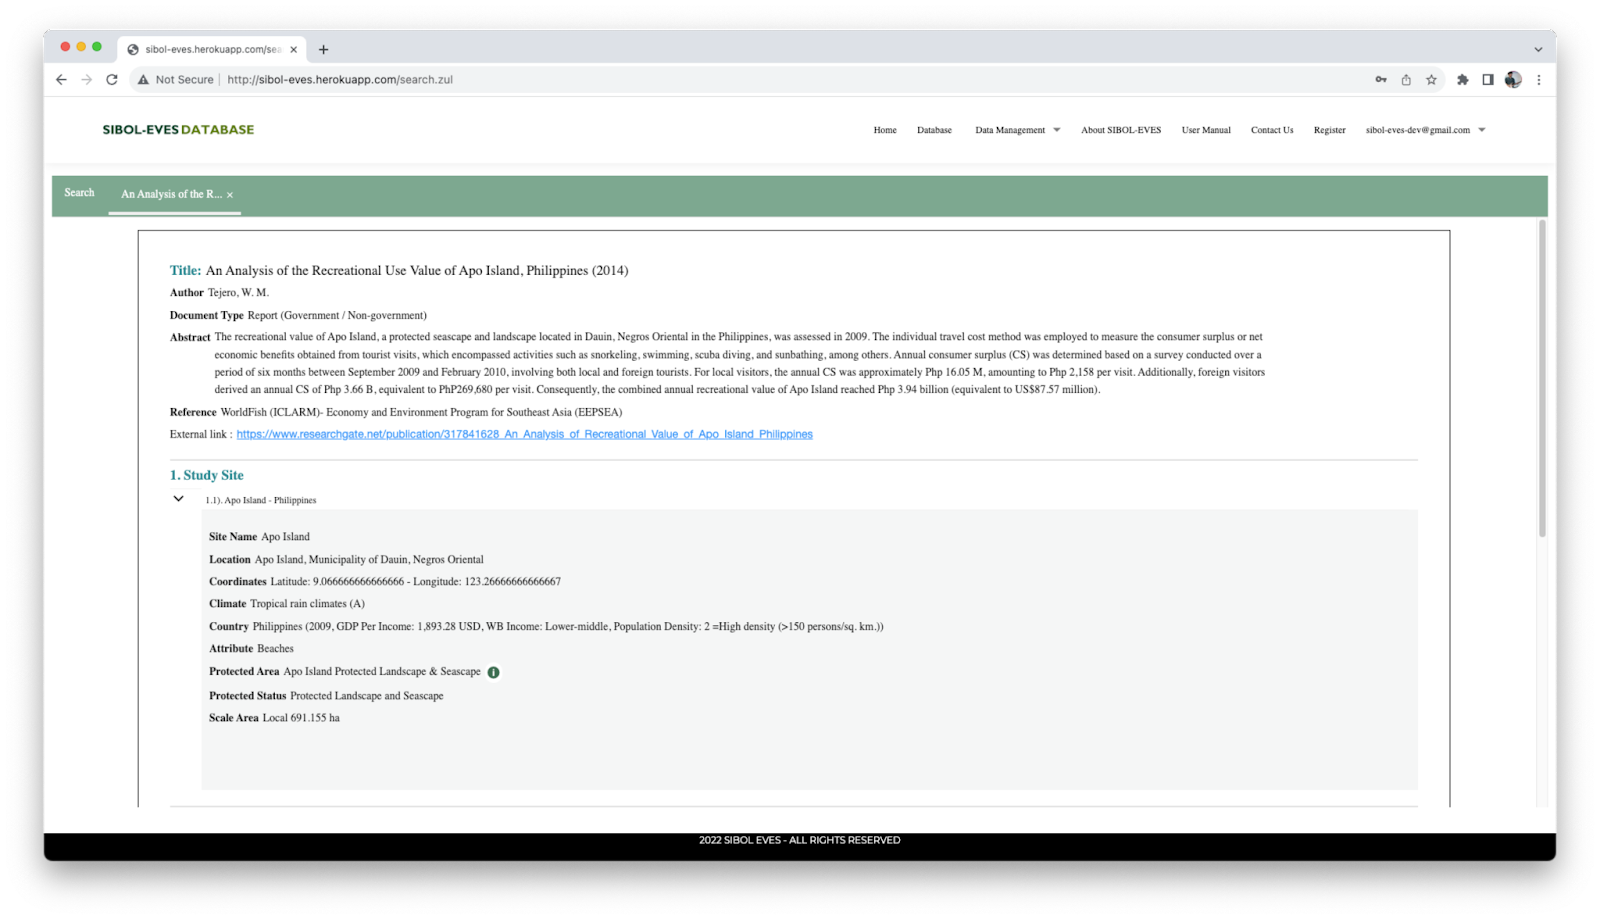 sibol-eves.herokuapp.com/sea
Not Secure | http://sibol-eves.herokuapp.com/search.zul
SIBOL-EVES DATABASE
Home Database Data Management About SIBOL-EVES User Manual Contact Us Register sibol-eves-dev@gmail.com
Search An Analysis of the R... ×
Title: An Analysis of the Recreational Use Value of Apo Island, Philippines (2014)
Author Tejero, W. M.
Document Type Report (Government / Non-government)
Abstract The recreational value of Apo Island, a protected seascape and landscape located in Dauin, Negros Oriental in the Philippines, was assessed in 2009. The individual travel cost method was employed to measure the consumer surplus or net
economic benefits obtained from tourist visits, which encompassed activities such as snorkeling, swimming, scuba diving, and sunbathing, among others. Annual consumer surplus (CS) was determined based on a survey conducted over a
period of six months between September 2009 and February 2010, involving both local and foreign tourists. For local visitors, the annual CS was approximately Php 16.05 M, amounting to Php 2,158 per visit. Additionally, foreign visitors
derived an annual CS of Php 3.66 B, equivalent to PhP269,680 per visit. Consequently, the combined annual recreational value of Apo Island reached Php 3.94 billion (equivalent to US$87.57 million).
Reference WorldFish (ICLARM)- Economy and Environment Program for Southeast Asia (EEPSEA)
External link : https://www.researchgate.net/publication/317841628_An_Analysis_of_Recreational_Value_of_Apo_Island_Philippines
1. Study Site
1.1). Apo Island - Philippines
Site Name Apo Island
Location Apo Island, Municipality of Dauin, Negros Oriental
Coordinates Latitude: 9.066666666666666 - Longitude: 123.26666666666667
Climate Tropical rain climates (A)
Country Philippines (2009, GDP Per Income: 1,893.28 USD, WB Income: Lower-middle, Population Density: 2 =High density (>150 persons/sq. km.))
Attribute Beaches
Protected Area Apo Island Protected Landscape & Seascape i
Protected Status Protected Landscape and Seascape
Scale Area Local 691.155 ha
2022 SIBOL EVES - ALL RIGHTS RESERVED